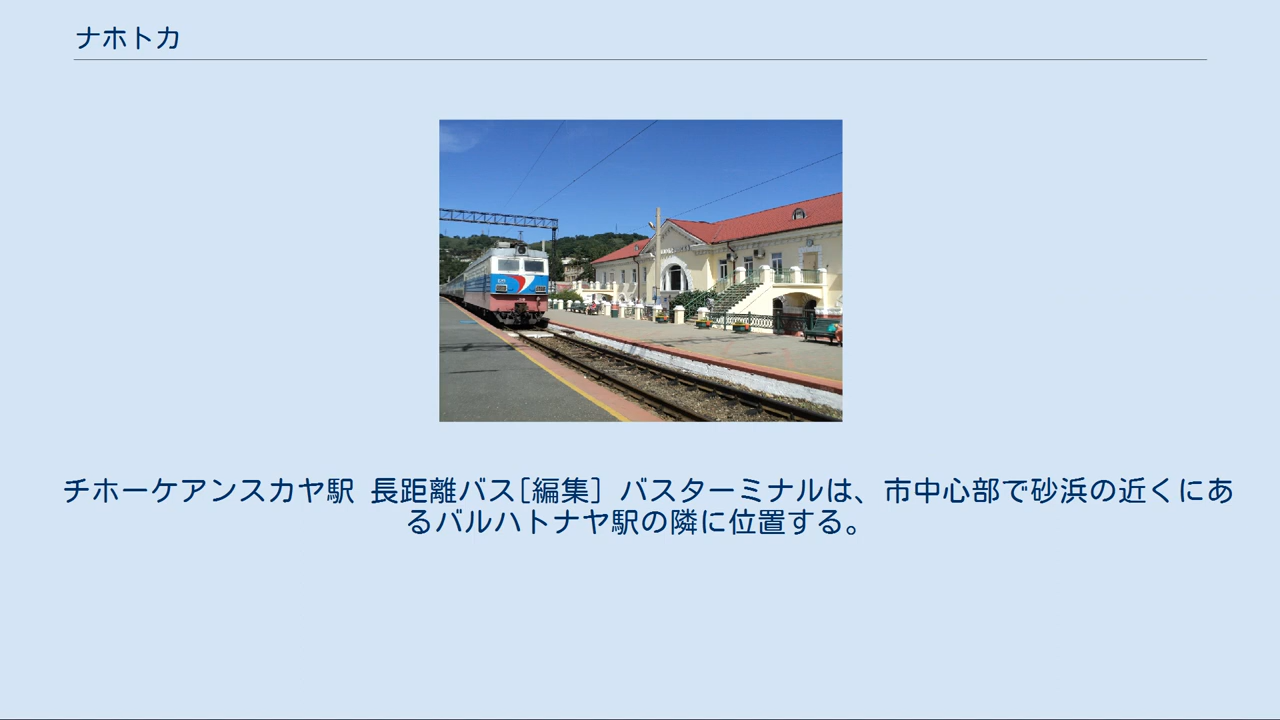 ナホトカ
チホーケアンスカヤ駅 長距離バス[編集] バスターミナルは、市中心部で砂浜の近くにあ
るバルハトナヤ駅の隣に位置する。